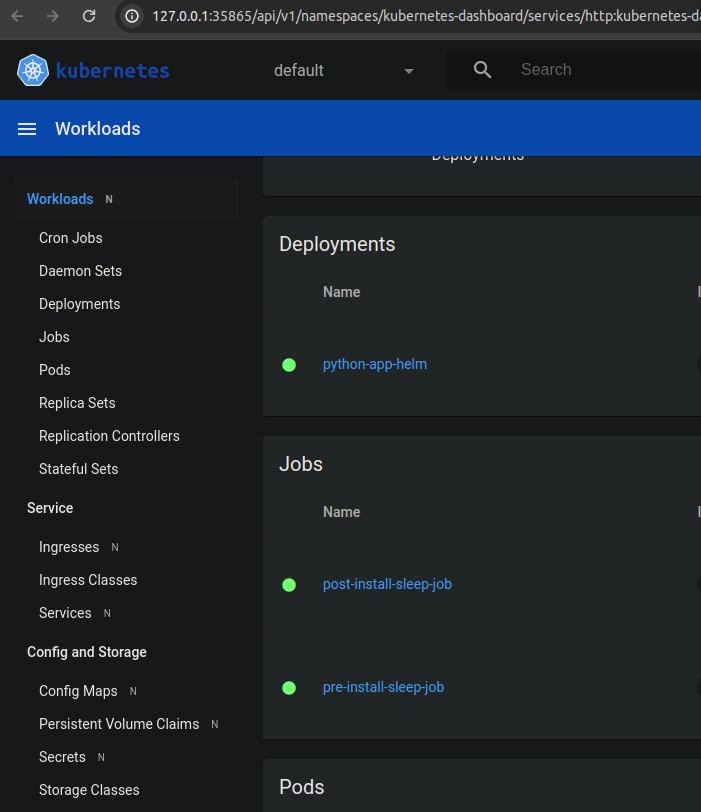 127.0.0.1:35865/api/v1/namespaces/kubernetes-dashboard/services/http:kubernetes-da
kubernetes
default
Search
Workloads
Deployments
Workloads N
Cron Jobs
Daemon Sets
Deployments
Jobs
Pods
Replica Sets
Replication Controllers
Stateful Sets
Service
Ingresses N
Ingress Classes
Services N
Config and Storage
Config Maps N
Persistent Volume Claims N
Secrets N
Storage Classes
Deployments
Name
python-app-helm
Jobs
Name
post-install-sleep-job
pre-install-sleep-job
Pods